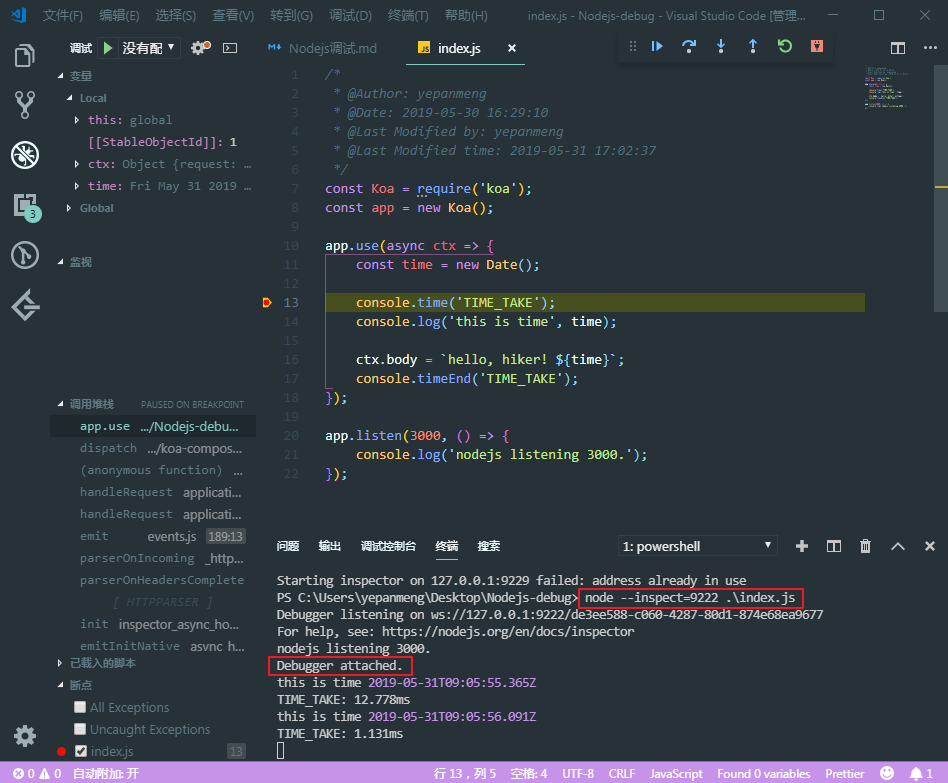 文件(F) 编辑(E) 选择(S) 查看(V) 转到(G) 调试(D) 终端(T) 帮助(H) index.js - Nodejs-debug - Visual Studio Code [管理...
调试 没有配
Nodejs调试.md index.js
变量
Local
this: global
[[StableObjectId]]: 1
ctx: Object {request: …
time: Fri May 31 2019 …
Global
监视
调用堆栈 PAUSED ON BREAKPOINT
app.use .../Nodejs-debu...
dispatch .../koa-compos...
(anonymous function) ...
handleRequest applicati...
handleRequest applicati...
emit events.js 189:13
parserOnIncoming _http...
parserOnHeadersComplete
[ HTTPPARSER ]
init inspector_async_ho...
emitInitNative async h...
已载入的脚本
断点
All Exceptions
Uncaught Exceptions
index.js 13
3
1 /*
2 * @Author: yepanmeng
3 * @Date: 2019-05-30 16:29:10
4 * @Last Modified by: yepanmeng
5 * @Last Modified time: 2019-05-31 17:02:37
6 */
7 const Koa = require('koa');
8 const app = new Koa();
9
10 app.use(async ctx => {
11 const time = new Date();
12
13 console.time('TIME_TAKE');
14 console.log('this is time', time);
15
16 ctx.body = `hello, hiker! ${time}`;
17 console.timeEnd('TIME_TAKE');
18 });
19
20 app.listen(3000, () => {
21 console.log('nodejs listening 3000.');
22 });
问题 输出 调试控制台 终端 搜索 1: powershell
Starting inspector on 127.0.0.1:9229 failed: address already in use
PS C:\Users\yepanmeng\Desktop\Nodejs-debug> node --inspect=9222 .\index.js
Debugger listening on ws://127.0.0.1:9222/de3ee588-c060-4287-80d1-874e68ea9677
For help, see: https://nodejs.org/en/docs/inspector
nodejs listening 3000.
Debugger attached.
this is time 2019-05-31T09:05:55.365Z
TIME_TAKE: 12.778ms
this is time 2019-05-31T09:05:56.091Z
TIME_TAKE: 1.131ms
0 0 自动附加: 开 行 13，列 5 空格: 4 UTF-8 CRLF JavaScript Found 0 variables Prettier 1